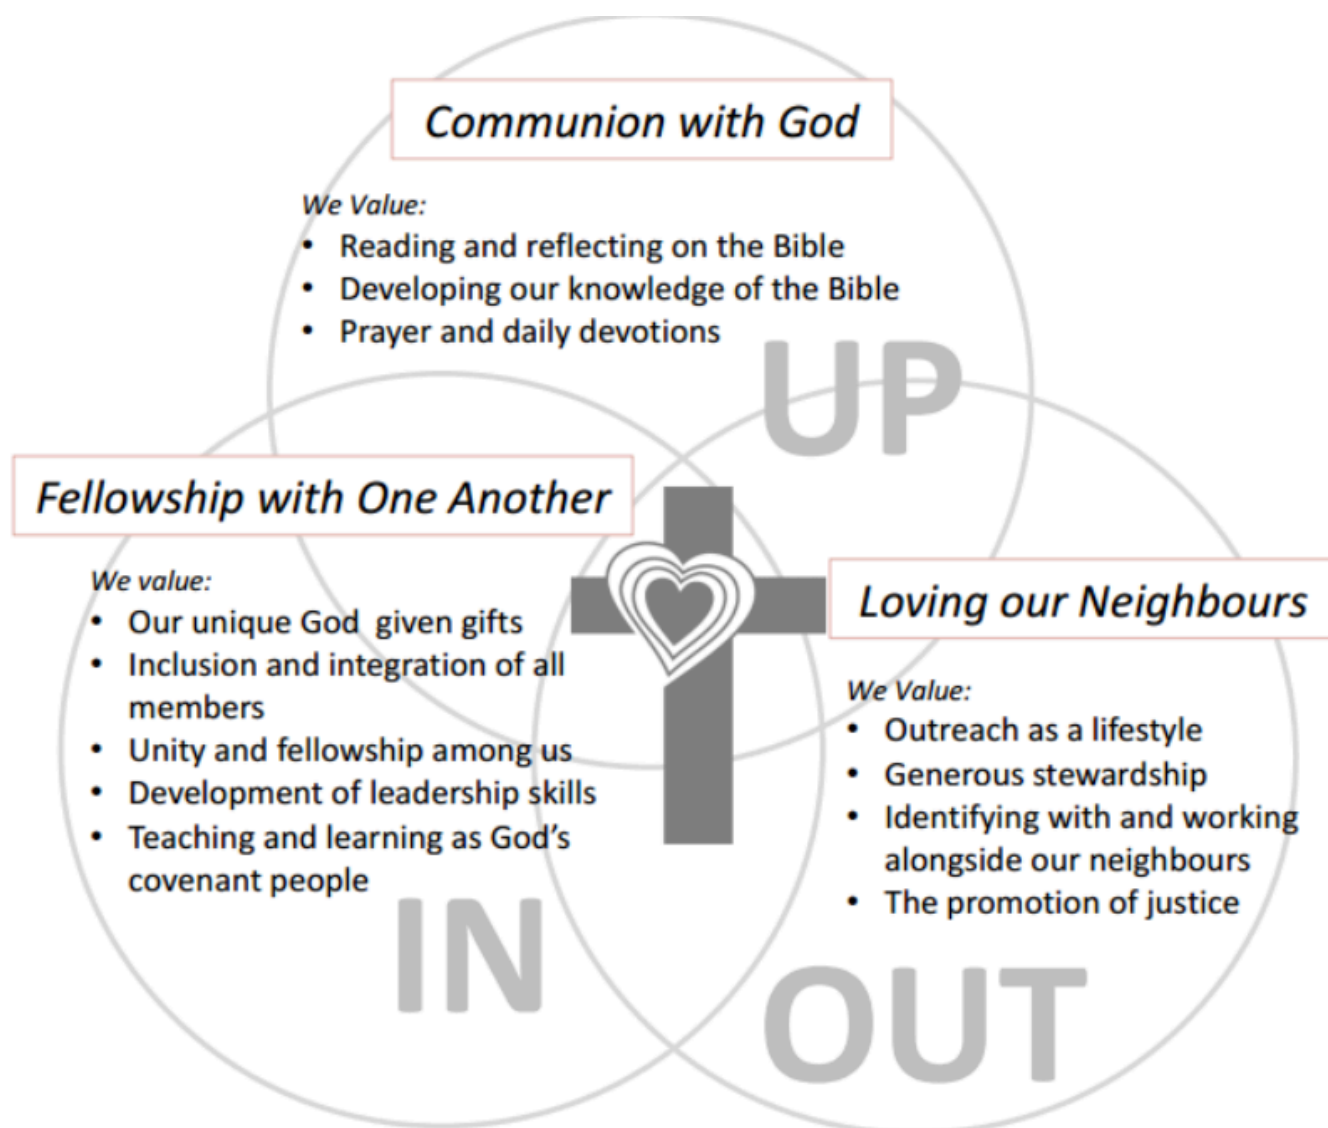 Communion with God
We Value:
• Reading and reflecting on the Bible
• Developing our knowledge of the Bible
• Prayer and daily devotions
UP
Fellowship with One Another
We value:
• Our unique God given gifts
• Inclusion and integration of all
members
• Unity and fellowship among us
• Development of leadership skills
• Teaching and learning as God’s
covenant people
IN
Loving our Neighbours
We Value:
• Outreach as a lifestyle
• Generous stewardship
• Identifying with and working
alongside our neighbours
• The promotion of justice
OUT